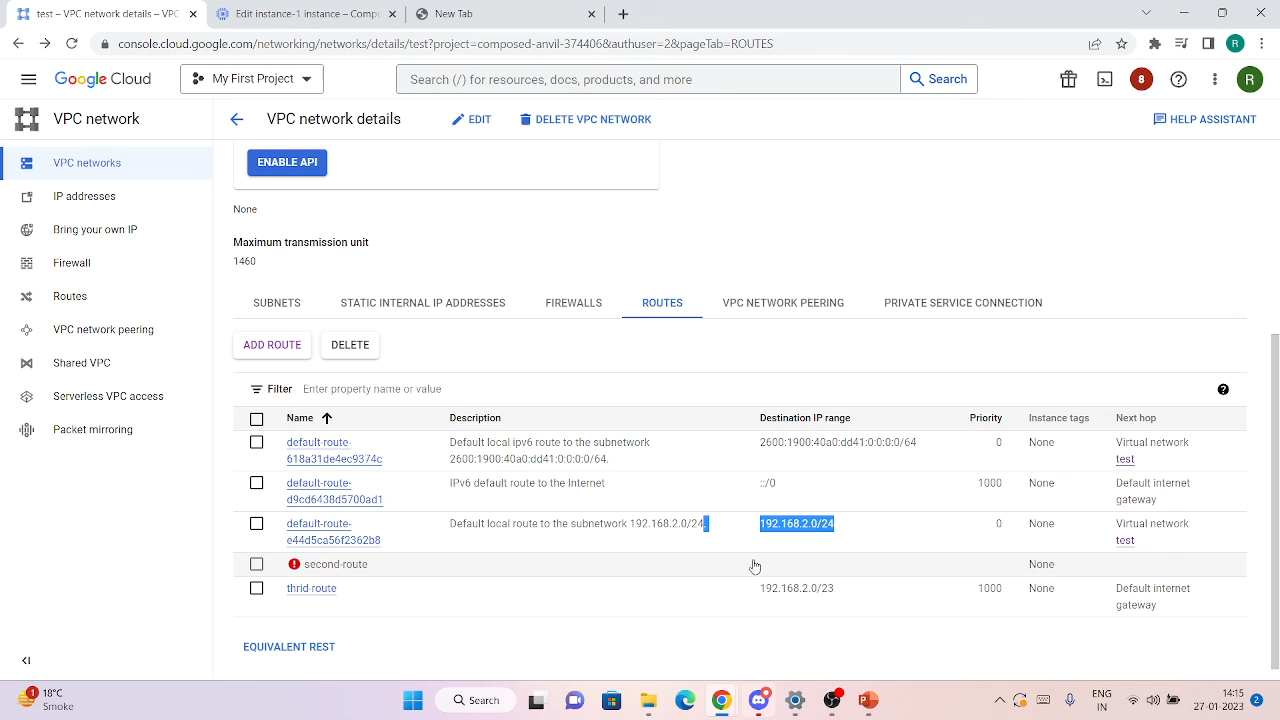 test – VPC network details – VPC
Edit instance-1 instance – Comp
New Tab
console.cloud.google.com/networking/networks/details/test?project=composed-anvil-374406&authuser=2&pageTab=ROUTES
R
Google Cloud
My First Project
Search (/) for resources, docs, products, and more
Search
8
R
VPC network
VPC network details
EDIT
DELETE VPC NETWORK
HELP ASSISTANT
VPC networks
IP addresses
Bring your own IP
Firewall
Routes
VPC network peering
Shared VPC
Serverless VPC access
Packet mirroring
ENABLE API
None
Maximum transmission unit
1460
SUBNETS STATIC INTERNAL IP ADDRESSES FIREWALLS ROUTES VPC NETWORK PEERING PRIVATE SERVICE CONNECTION
ADD ROUTE DELETE
Filter Enter property name or value
Name Description Destination IP range Priority Instance tags Next hop
default-route- Default local ipv6 route to the subnetwork 2600:1900:40a0:dd41:0:0:0:0/64 0 None Virtual network
618a31de4ec9374c 2600:1900:40a0:dd41:0:0:0:0/64. test
default-route- IPv6 default route to the Internet ::/0 1000 None Default internet
d9cd6438d5700ad1 gateway
default-route- Default local route to the subnetwork 192.168.2.0/24. 192.168.2.0/24 0 None Virtual network
e44d5ca56f2362b8 test
second-route None
thrid-route 192.168.2.0/23 1000 None Default internet
gateway
EQUIVALENT REST
1
18°C
Smoke
Search
ENG
IN
14:15
27-01-2023
2